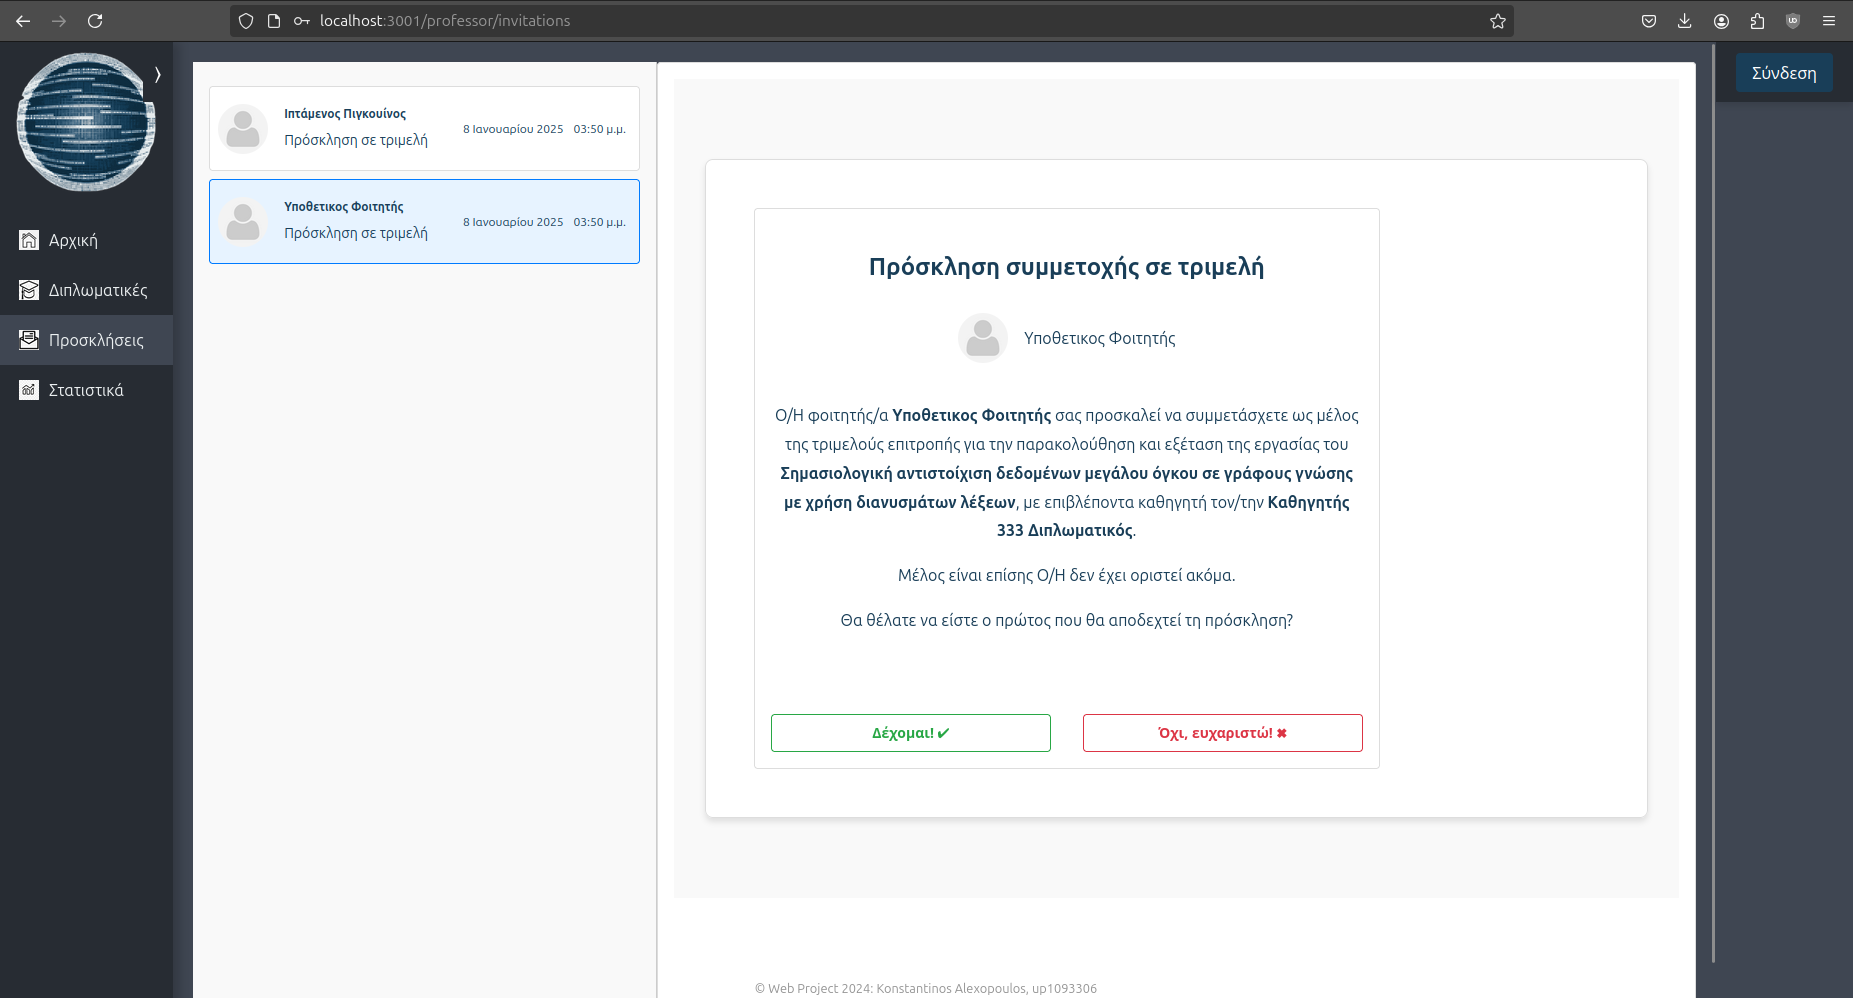 localhost:3001/professor/invitations
Σύνδεση
Αρχική
Διπλωματικές
Προσκλήσεις
Στατιστικά
Ιπτάμενος Πιγκουίνος
Πρόσκληση σε τριμελή
8 Ιανουαρίου 2025 03:50 μ.μ.
Υποθετικος Φοιτητής
Πρόσκληση σε τριμελή
8 Ιανουαρίου 2025 03:50 μ.μ.
Πρόσκληση συμμετοχής σε τριμελή
Υποθετικος Φοιτητής
Ο/Η φοιτητής/α Υποθετικος Φοιτητής σας προσκαλεί να συμμετάσχετε ως μέλος
της τριμελούς επιτροπής για την παρακολούθηση και εξέταση της εργασίας του
Σημασιολογική αντιστοίχιση δεδομένων μεγάλου όγκου σε γράφους γνώσης
με χρήση διανυσμάτων λέξεων, με επιβλέποντα καθηγητή τον/την Καθηγητής
333 Διπλωματικός.
Μέλος είναι επίσης Ο/Η δεν έχει οριστεί ακόμα.
Θα θέλατε να είστε ο πρώτος που θα αποδεχτεί τη πρόσκληση?
Δέχομαι! ✔
Όχι, ευχαριστώ! ✖
© Web Project 2024: Konstantinos Alexopoulos, up1093306